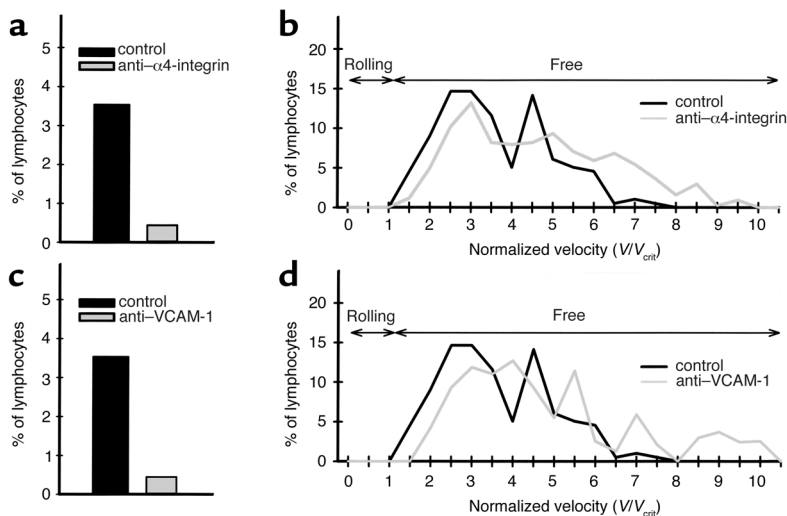 a
5
4
3
2
1
0
% of lymphocytes
control
anti–α4-integrin
b
20
15
10
5
0
% of lymphocytes
Rolling
Free
control
anti–α4-integrin
0 1 2 3 4 5 6 7 8 9 10
Normalized velocity (V/Vcrit)
c
5
4
3
2
1
0
% of lymphocytes
control
anti–VCAM-1
d
20
15
10
5
0
% of lymphocytes
Rolling
Free
control
anti–VCAM-1
0 1 2 3 4 5 6 7 8 9 10
Normalized velocity (V/Vcrit)